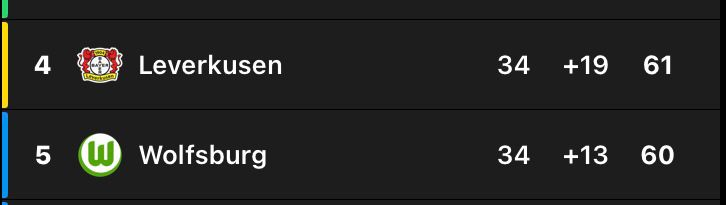 4 Leverkusen 34 +19 61
5 Wolfsburg 34 +13 60